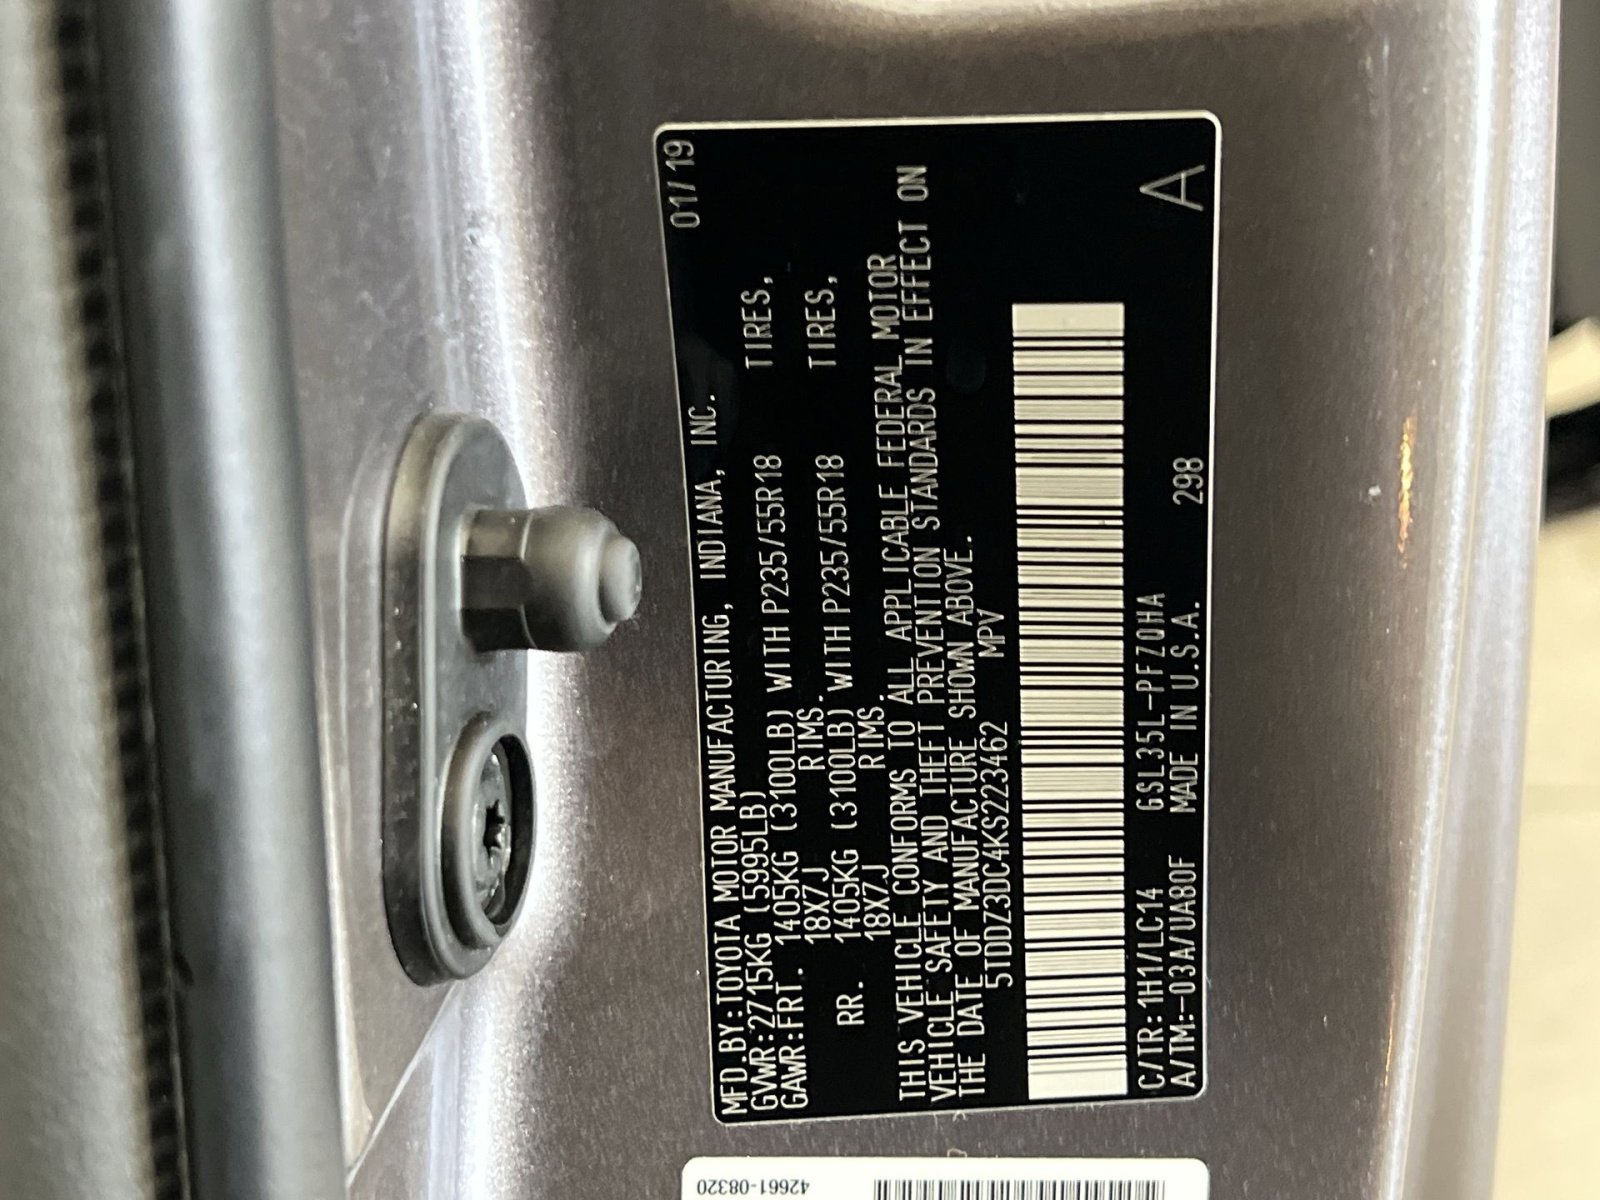 01/19
MFD.BY:TOYOTA MOTOR MANUFACTURING, INDIANA, INC.
GVWR:2715KG (5995LB)
GAWR:FRT. 1405KG (3100LB) WITH P235/55R18 TIRES,
18X7J RIMS.
RR. 1405KG (3100LB) WITH P235/55R18 TIRES,
18X7J RIMS.
THIS VEHICLE CONFORMS TO ALL APPLICABLE FEDERAL MOTOR
VEHICLE SAFETY AND THEFT PREVENTION STANDARDS IN EFFECT ON
THE DATE OF MANUFACTURE SHOWN ABOVE.
5TDDZ3DC4KS223462 MPV
C/TR:1H1/LC14 GSL35L-PFZQHA
A/TM:-03A/UA80F MADE IN U.S.A. 298 A
42661-08320